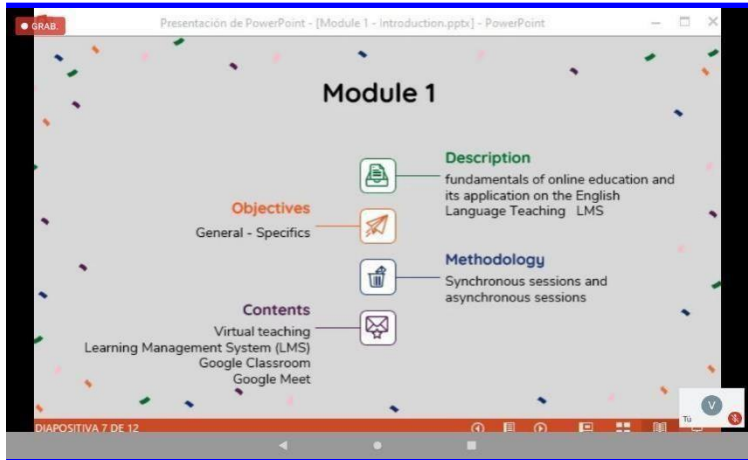 GRAB.
Presentación de PowerPoint - [Module 1 - Introduction.pptx] - PowerPoint
Module 1
Description
fundamentals of online education and
its application on the English
Language Teaching LMS
Objectives
General - Specifics
Methodology
Synchronous sessions and
asynchronous sessions
Contents
Virtual teaching
Learning Management System (LMS)
Google Classroom
Google Meet
V
Tú
DIAPOSITIVA 7 DE 12